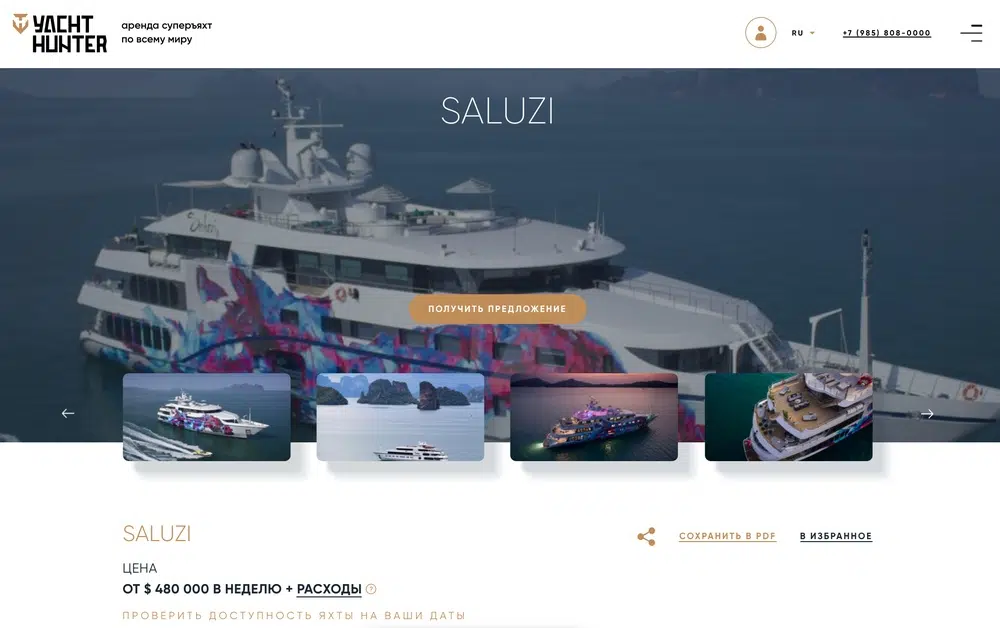 YACHT
HUNTER
аренда суперъяхт
по всему миру
RU
+7 (985) 808-0000
SALUZI
ПОЛУЧИТЬ ПРЕДЛОЖЕНИЕ
SALUZI
СОХРАНИТЬ В PDF
В ИЗБРАННОЕ
ЦЕНА
ОТ $ 480 000 В НЕДЕЛЮ + РАСХОДЫ ?
ПРОВЕРИТЬ ДОСТУПНОСТЬ ЯХТЫ НА ВАШИ ДАТЫ